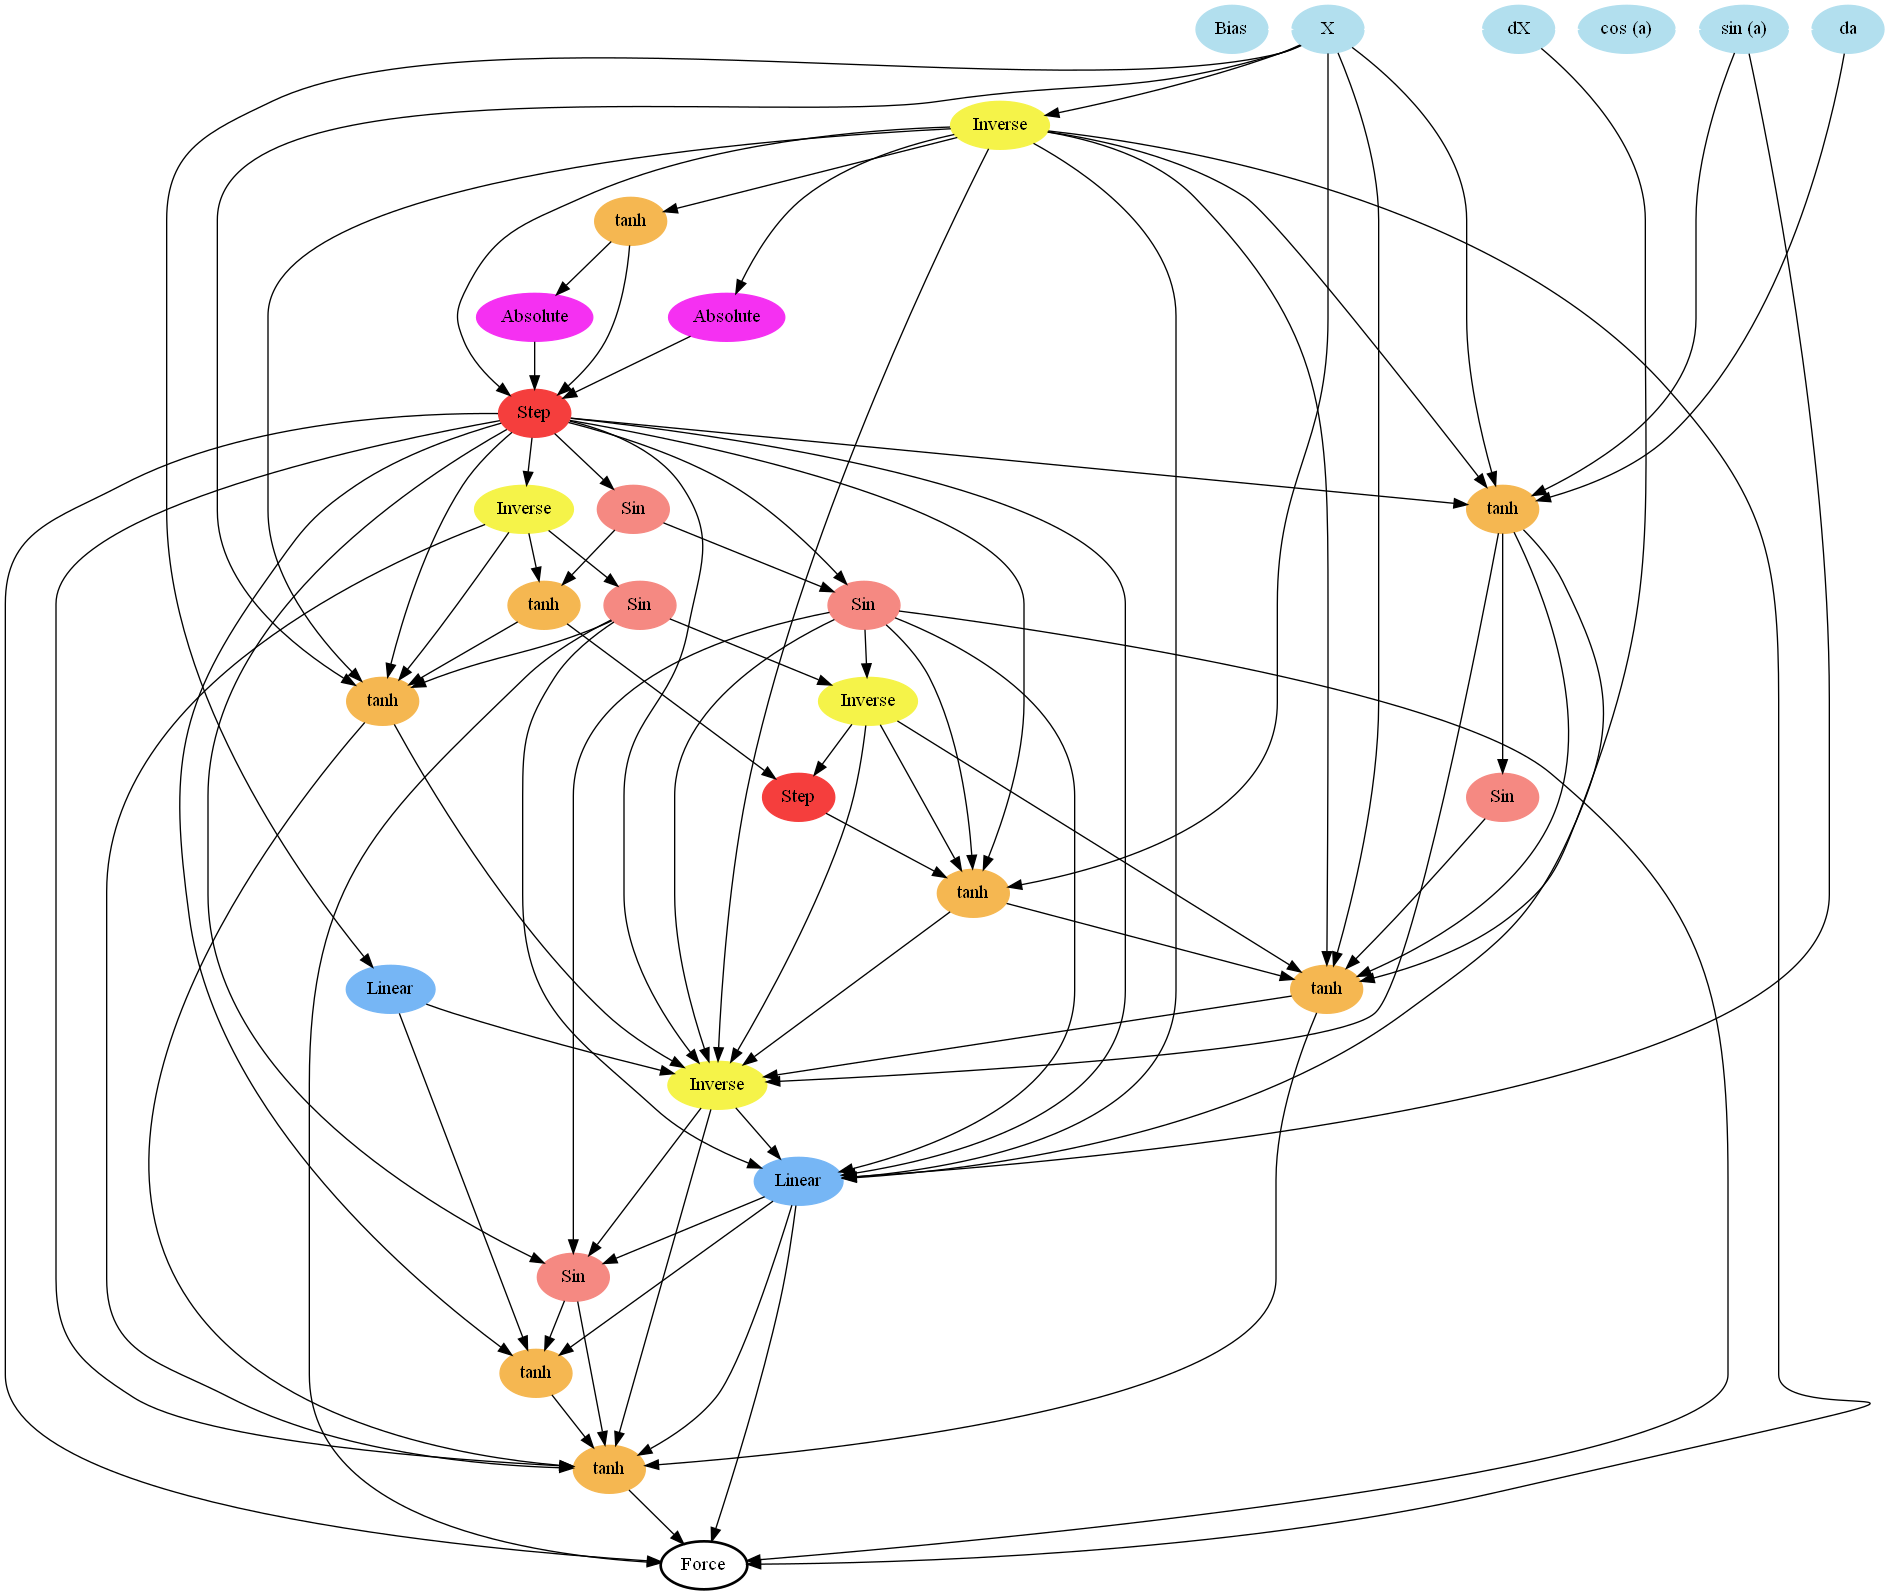 Bias
X
dX
cos (a)
sin (a)
da
Inverse
tanh
Absolute
Absolute
Step
Inverse
Sin
tanh
tanh
Sin
Sin
tanh
Inverse
Step
Sin
tanh
Linear
tanh
Inverse
Linear
Sin
tanh
tanh
Force